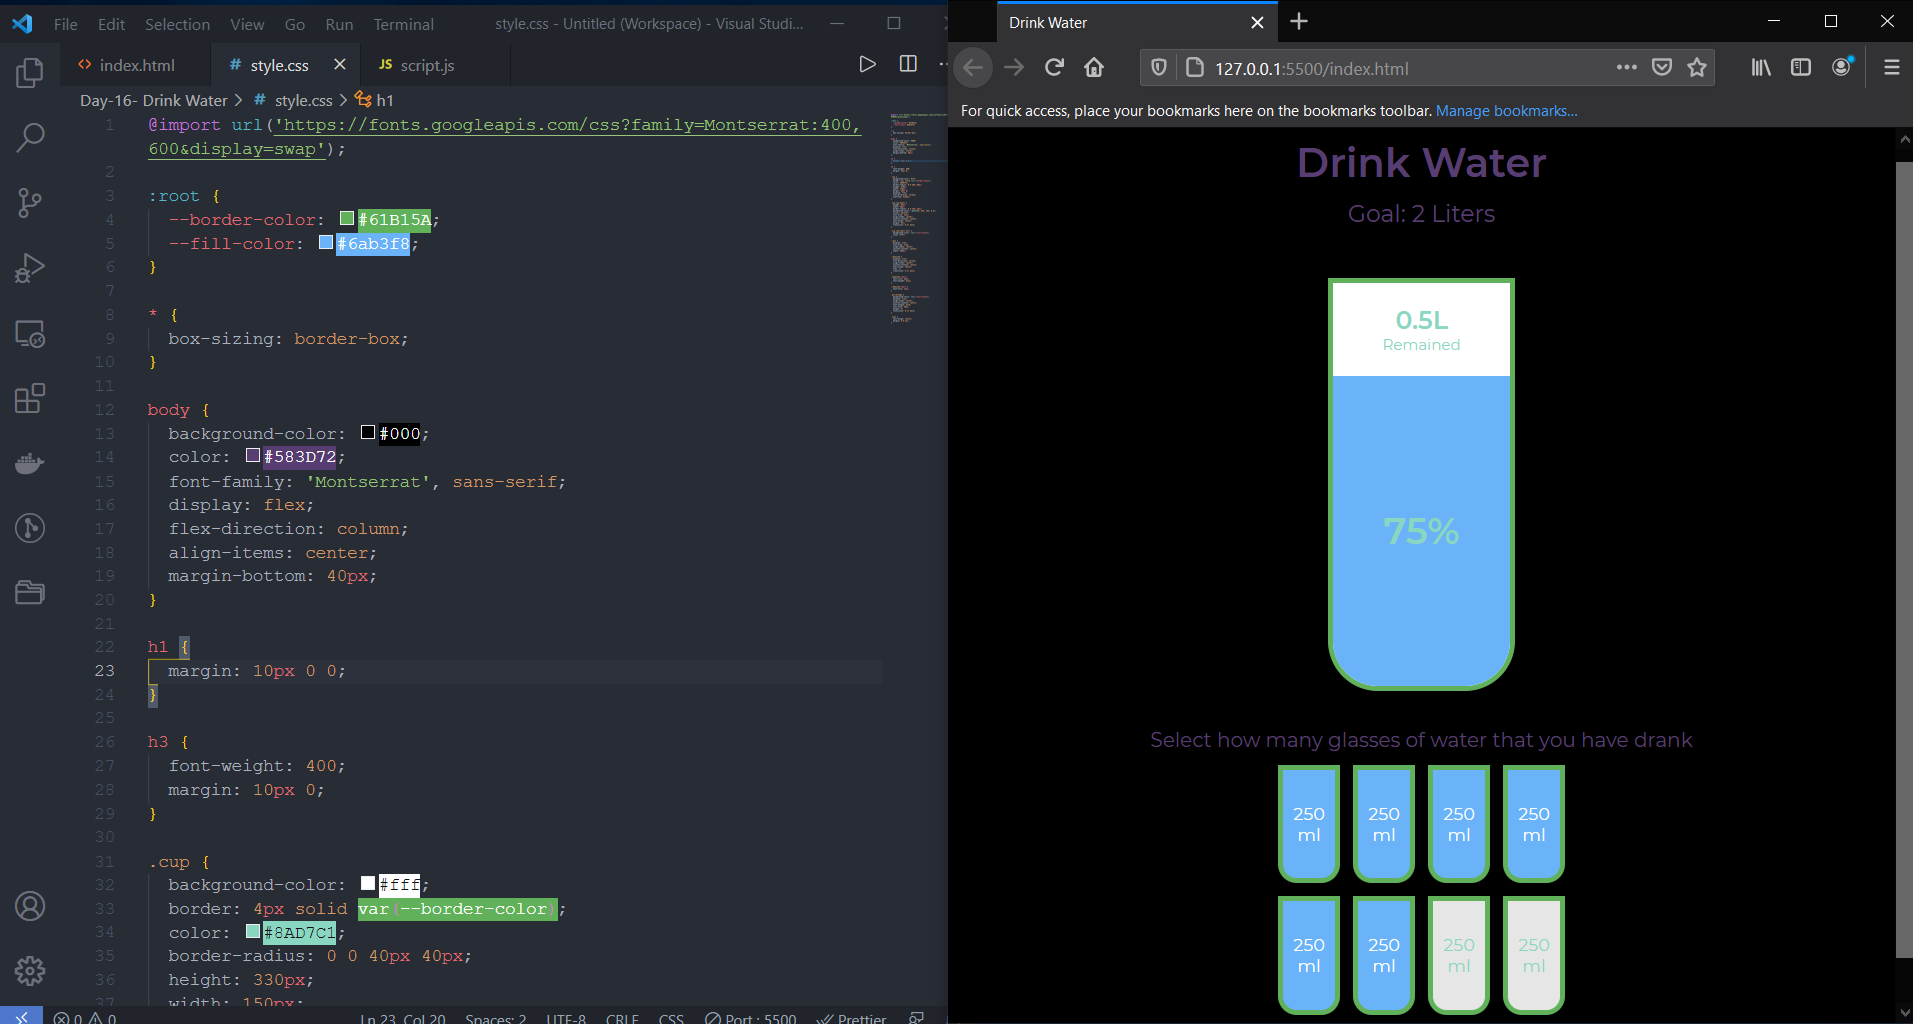 File Edit Selection View Go Run Terminal style.css - Untitled (Workspace) - Visual Studi...
<> index.html # style.css JS script.js
Day-16- Drink Water > # style.css > h1
1 @import url('https://fonts.googleapis.com/css?family=Montserrat:400,
600&display=swap');
2
3 :root {
4 --border-color: #61B15A;
5 --fill-color: #6ab3f8;
6 }
7
8 * {
9 box-sizing: border-box;
10 }
11
12 body {
13 background-color: #000;
14 color: #583D72;
15 font-family: 'Montserrat', sans-serif;
16 display: flex;
17 flex-direction: column;
18 align-items: center;
19 margin-bottom: 40px;
20 }
21
22 h1 {
23 margin: 10px 0 0;
24 }
25
26 h3 {
27 font-weight: 400;
28 margin: 10px 0;
29 }
30
31 .cup {
32 background-color: #fff;
33 border: 4px solid var(--border-color);
34 color: #8AD7C1;
35 border-radius: 0 0 40px 40px;
36 height: 330px;
37 width: 150px;
0 0 Ln 23, Col 20 Spaces: 2 UTF-8 CRLF CSS Port : 5500 Prettier
Drink Water
127.0.0.1:5500/index.html
For quick access, place your bookmarks here on the bookmarks toolbar. Manage bookmarks...
Drink Water
Goal: 2 Liters
0.5L
Remained
75%
Select how many glasses of water that you have drank
250 250 250 250
ml ml ml ml
250 250 250 250
ml ml ml ml